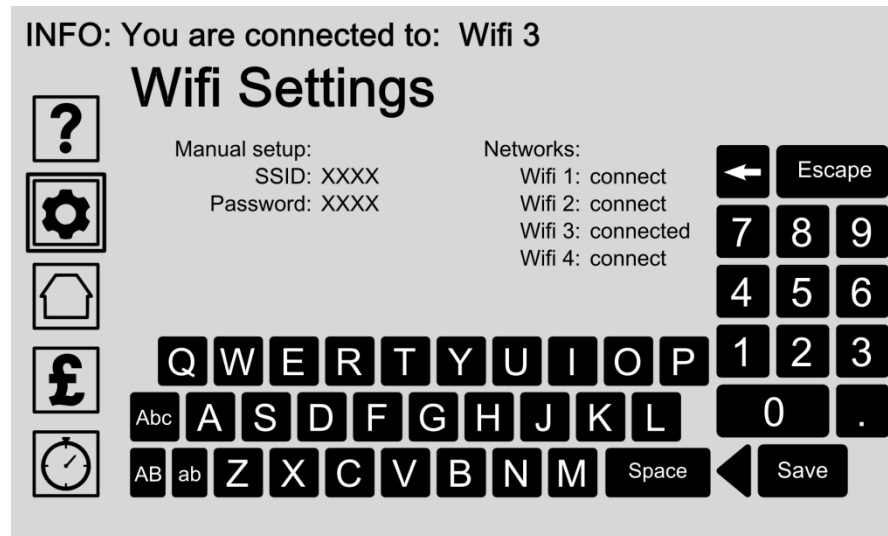 INFO: You are connected to: Wifi 3
Wifi Settings
?
Manual setup:
SSID: XXXX
Password: XXXX
Networks:
Wifi 1: connect
Wifi 2: connect
Wifi 3: connected
Wifi 4: connect
£
Escape
7 8 9
4 5 6
1 2 3
0 .
Q W E R T Y U I O P
Abc A S D F G H J K L
AB ab Z X C V B N M Space Save